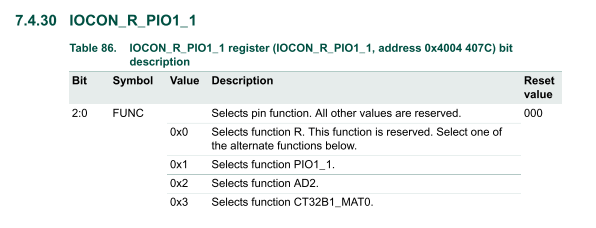 7.4.30 IOCON_R_PIO1_1
Table 86. IOCON_R_PIO1_1 register (IOCON_R_PIO1_1, address 0x4004 407C) bit
description
Bit Symbol Value Description Reset
value
2:0 FUNC Selects pin function. All other values are reserved. 000
0x0 Selects function R. This function is reserved. Select one of
the alternate functions below.
0x1 Selects function PIO1_1.
0x2 Selects function AD2.
0x3 Selects function CT32B1_MAT0.